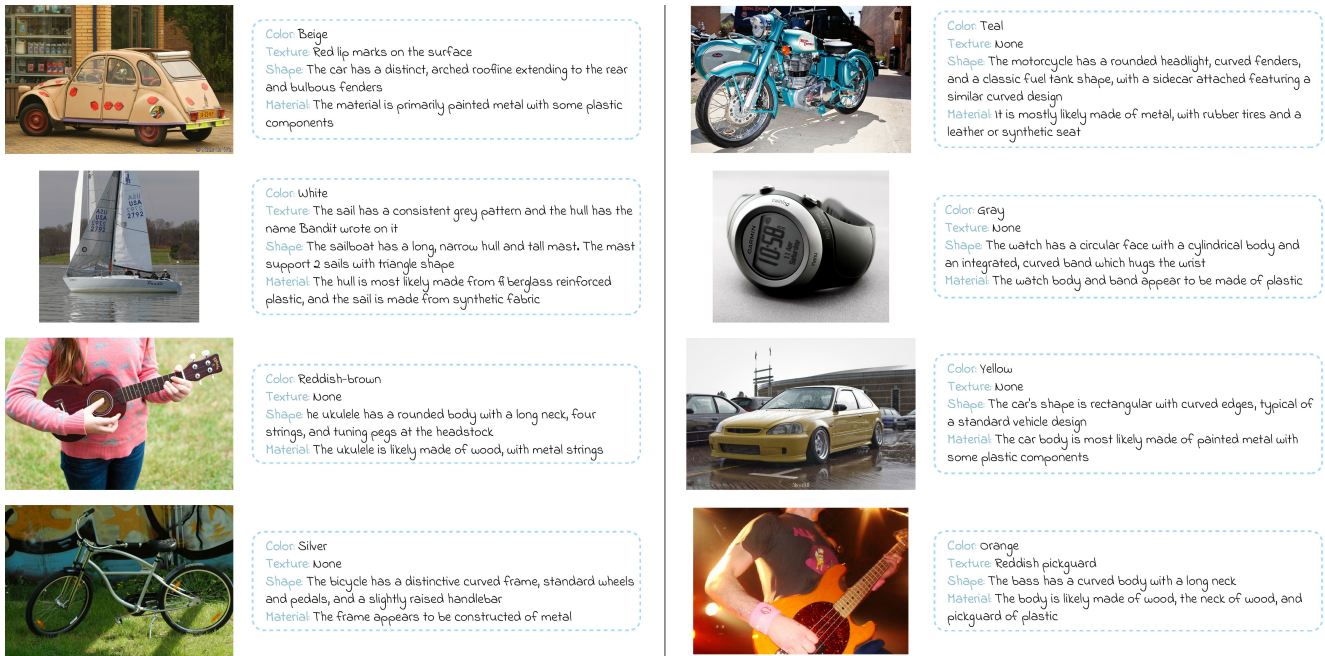 Color: Beige
Texture: Red lip marks on the surface
Shape: The car has a distinct, arched roofline extending to the rear
and bulbous fenders
Material: The material is primarily painted metal with some plastic
components
A2U
USA
2792
A2U
USA
2792
Bandit
Color: White
Texture: The sail has a consistent grey pattern and the hull has the
name Bandit wrote on it
Shape: The sailboat has a long, narrow hull and tall mast. The mast
support 2 sails with triangle shape
Material: The hull is most likely made from fiberglass reinforced
plastic, and the sail is made from synthetic fabric
Color: Reddish-brown
Texture: None
Shape: he ukulele has a rounded body with a long neck, four
strings, and tuning pegs at the headstock
Material: The ukulele is likely made of wood, with metal strings
Color: Silver
Texture: None
Shape: The bicycle has a distinctive curved frame, standard wheels
and pedals, and a slightly raised handlebar
Material: The frame appears to be constructed of metal
Color: Teal
Texture: None
Shape: The motorcycle has a rounded headlight, curved fenders,
and a classic fuel tank shape, with a sidecar attached featuring a
similar curved design
Material: It is mostly likely made of metal, with rubber tires and a
leather or synthetic seat
GARMIN
10:58
11 Apr
Saturday
menu
Color: Gray
Texture: None
Shape: The watch has a circular face with a cylindrical body and
an integrated, curved band which hugs the wrist
Material: The watch body and band appear to be made of plastic
Color: Yellow
Texture: None
Shape: The car's shape is rectangular with curved edges, typical of
a standard vehicle design
Material: The car body is most likely made of painted metal with
some plastic components
Color: Orange
Texture: Reddish pickguard
Shape: The bass has a curved body with a long neck
Material: The body is likely made of wood, the neck of wood, and
pickguard of plastic